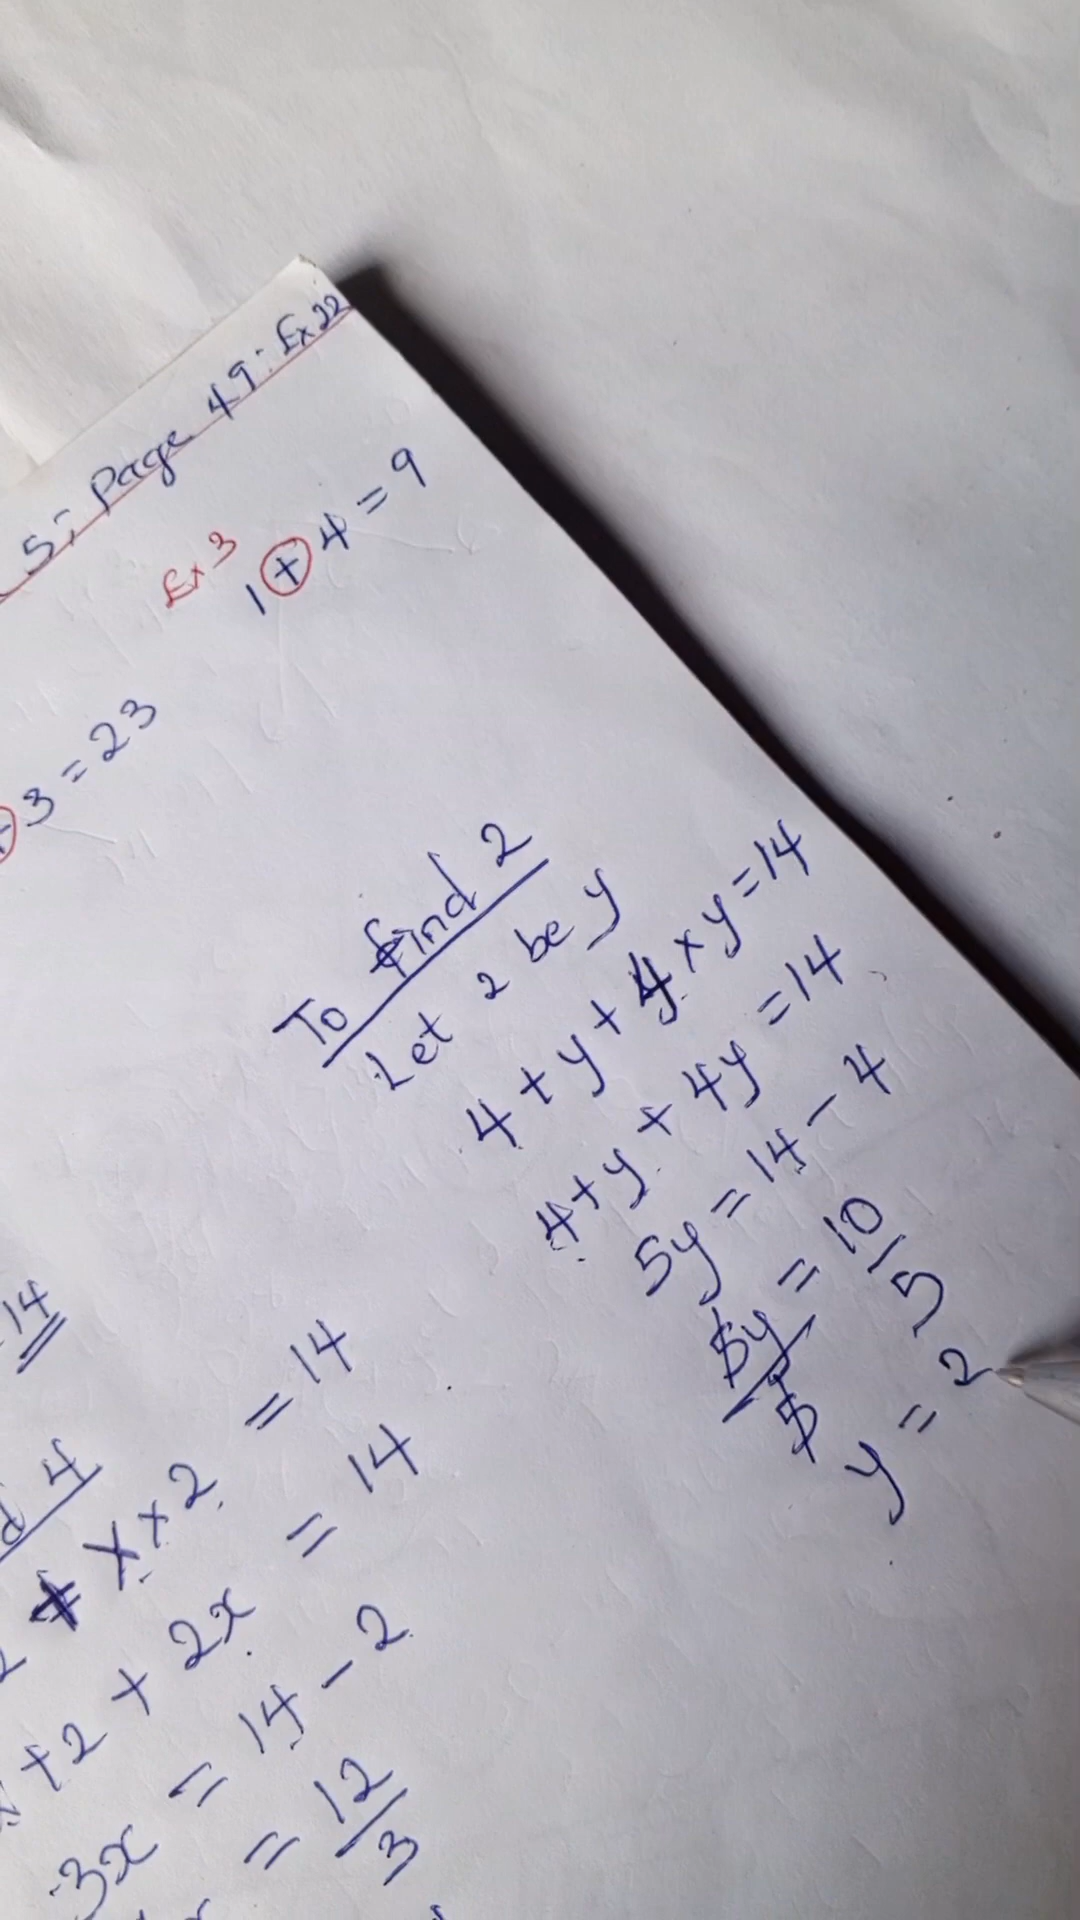 5; Page 49: Ex 22
Ex 3
1 + 4 = 9
3 = 23
To find 2
Let 2 be y
4 + y + 4 × y = 14
4 + y + 4y = 14
5y = 14 - 4
5y/5 = 10/5
y = 2
14
d 4
x × 2 = 14
+ 2 + 2x = 14
3x = 14 - 2
= 12/3